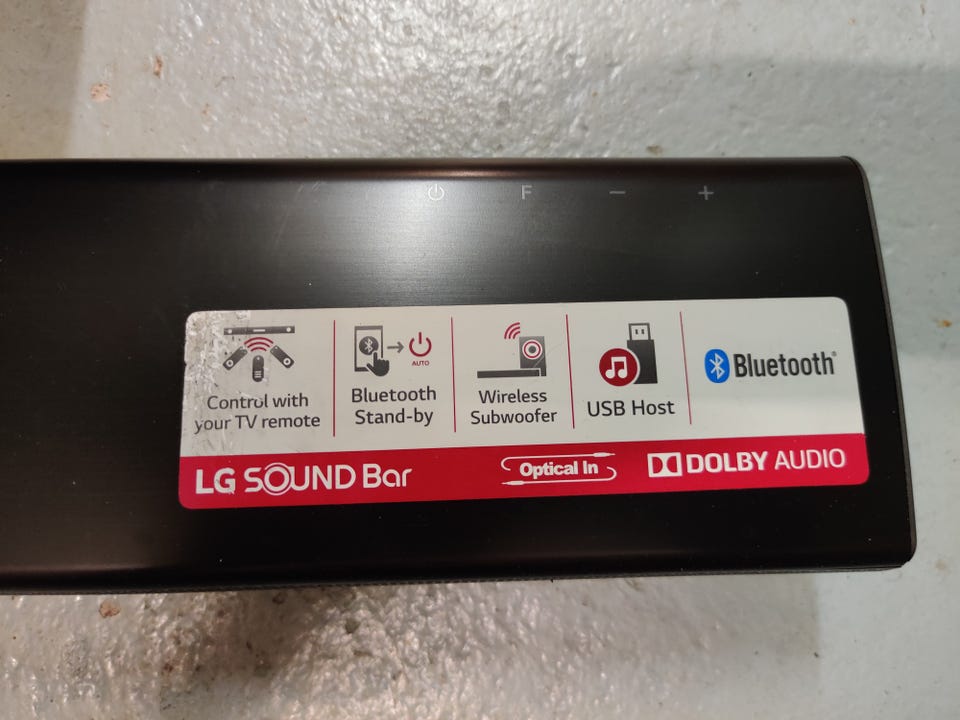 F − +
AUTO
Control with
your TV remote
Bluetooth
Stand-by
Wireless
Subwoofer
USB Host
Bluetooth®
LG SOUND Bar
Optical In
DOLBY AUDIO